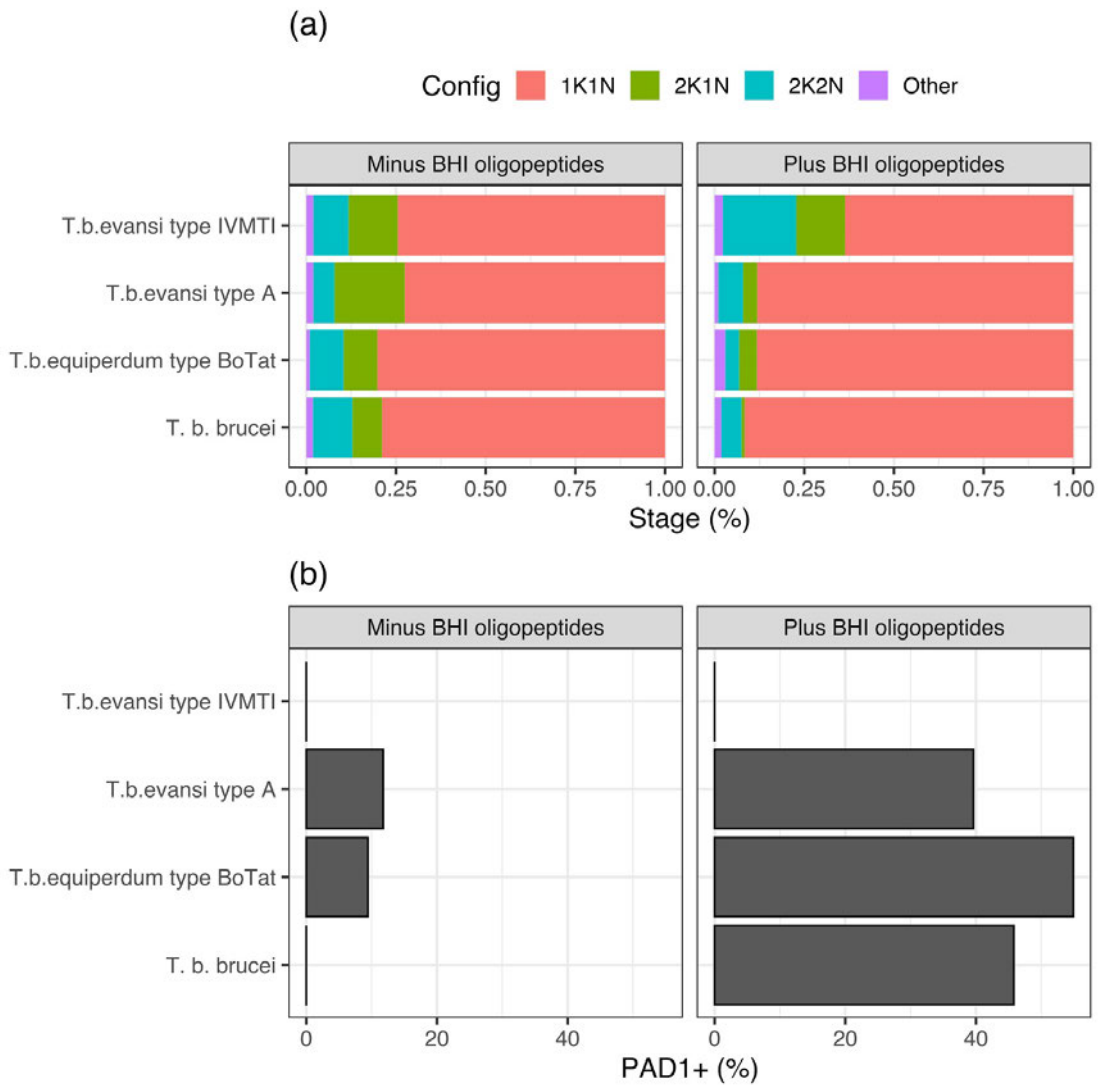 (a)
Config 1K1N 2K1N 2K2N Other
Minus BHI oligopeptides Plus BHI oligopeptides
T.b.evansi type IVMTI
T.b.evansi type A
T.b.equiperdum type BoTat
T. b. brucei
0.00 0.25 0.50 0.75 1.00 0.00 0.25 0.50 0.75 1.00
Stage (%)
(b)
Minus BHI oligopeptides Plus BHI oligopeptides
T.b.evansi type IVMTI
T.b.evansi type A
T.b.equiperdum type BoTat
T. b. brucei
0 20 40 0 20 40
PAD1+ (%)